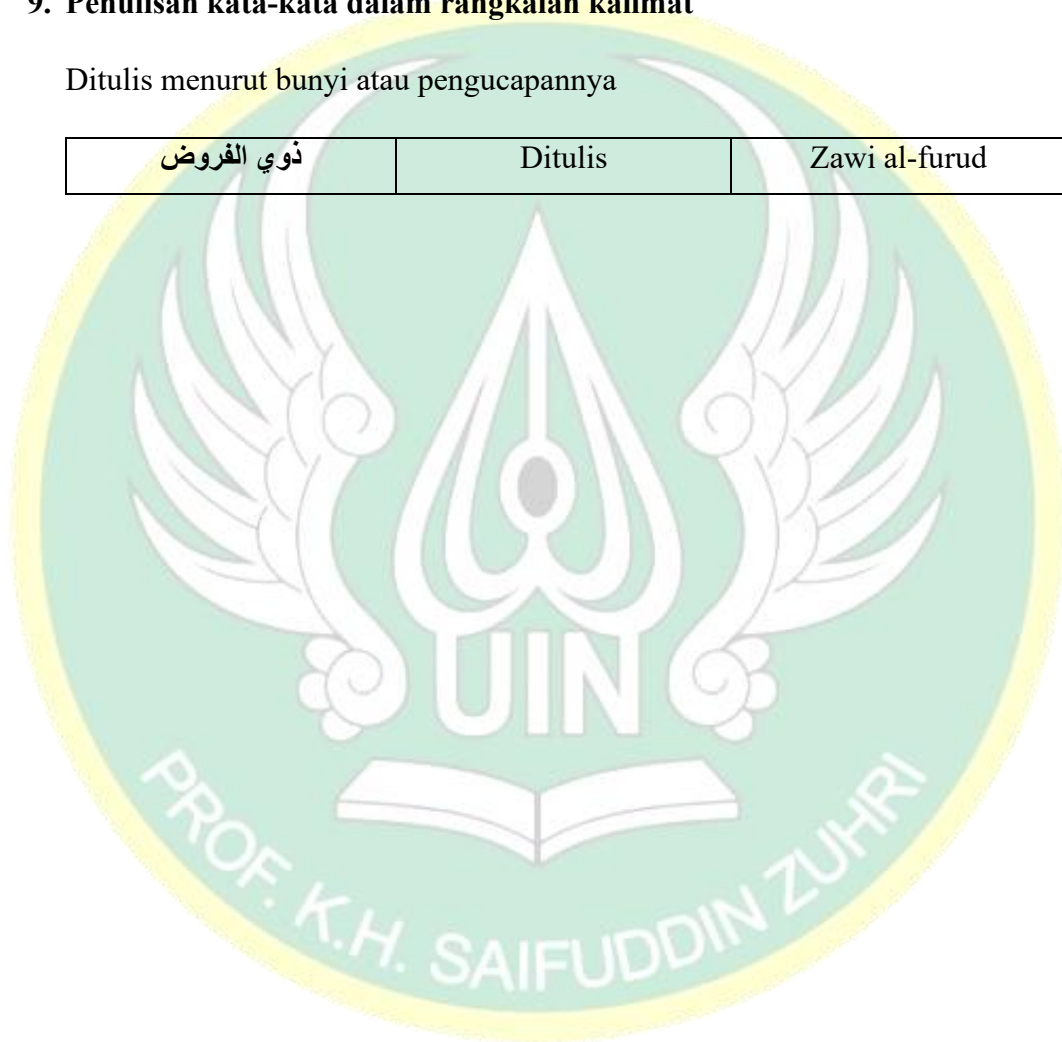 9. Penulisan kata-kata dalam rangkaian kalimat
Ditulis menurut bunyi atau pengucapannya
ذوي الفروض Ditulis Zawi al-furud
UIN
PROF. K.H. SAIFUDDIN ZUHRI